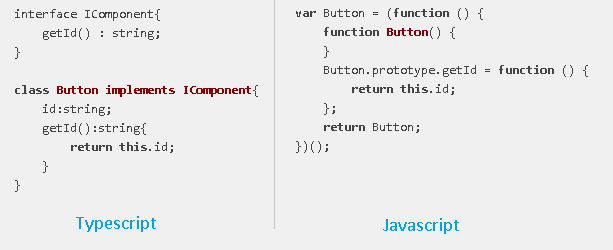 interface IComponent{
    getId() : string;
}

class Button implements IComponent{
    id:string;
    getId():string{
        return this.id;
    }
}

Typescript

var Button = (function () {
    function Button() {
    }
    Button.prototype.getId = function () {
        return this.id;
    };
    return Button;
})();

Javascript